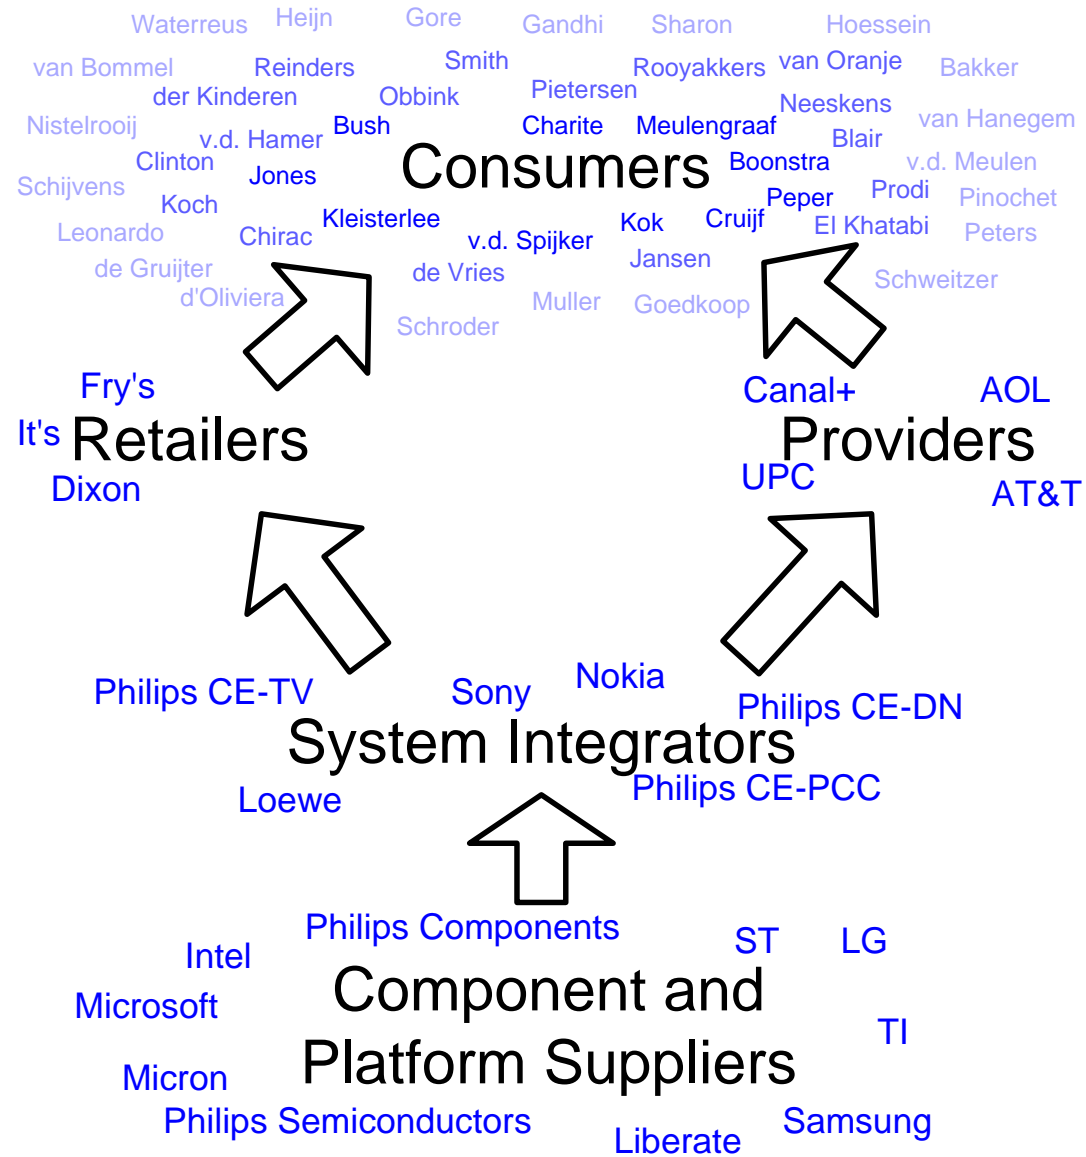 Waterreus
Heijn
Gore
Gandhi
Sharon
Hoessein
van Bommel
Reinders
Smith
Rooyakkers
van Oranje
Bakker
der Kinderen
Obbink
Pietersen
Neeskens
Nistelrooij
v.d. Hamer
Bush
Charite
Meulengraaf
Blair
van Hanegem
Clinton
Jones
Consumers
Boonstra
v.d. Meulen
Schijvens
Koch
Peper
Prodi
Pinochet
Leonardo
Chirac
Kleisterlee
v.d. Spijker
Kok
Cruijf
El Khatabi
Peters
de Gruijter
de Vries
Jansen
Schweitzer
d'Oliviera
Muller
Goedkoop
Schroder
Fry's
Canal+
AOL
It's
Retailers
Providers
Dixon
UPC
AT&T
Philips CE-TV
Sony
Nokia
Philips CE-DN
System Integrators
Loewe
Philips CE-PCC
Philips Components
ST
LG
Intel
Component and
Microsoft
TI
Platform Suppliers
Micron
Philips Semiconductors
Samsung
Liberate